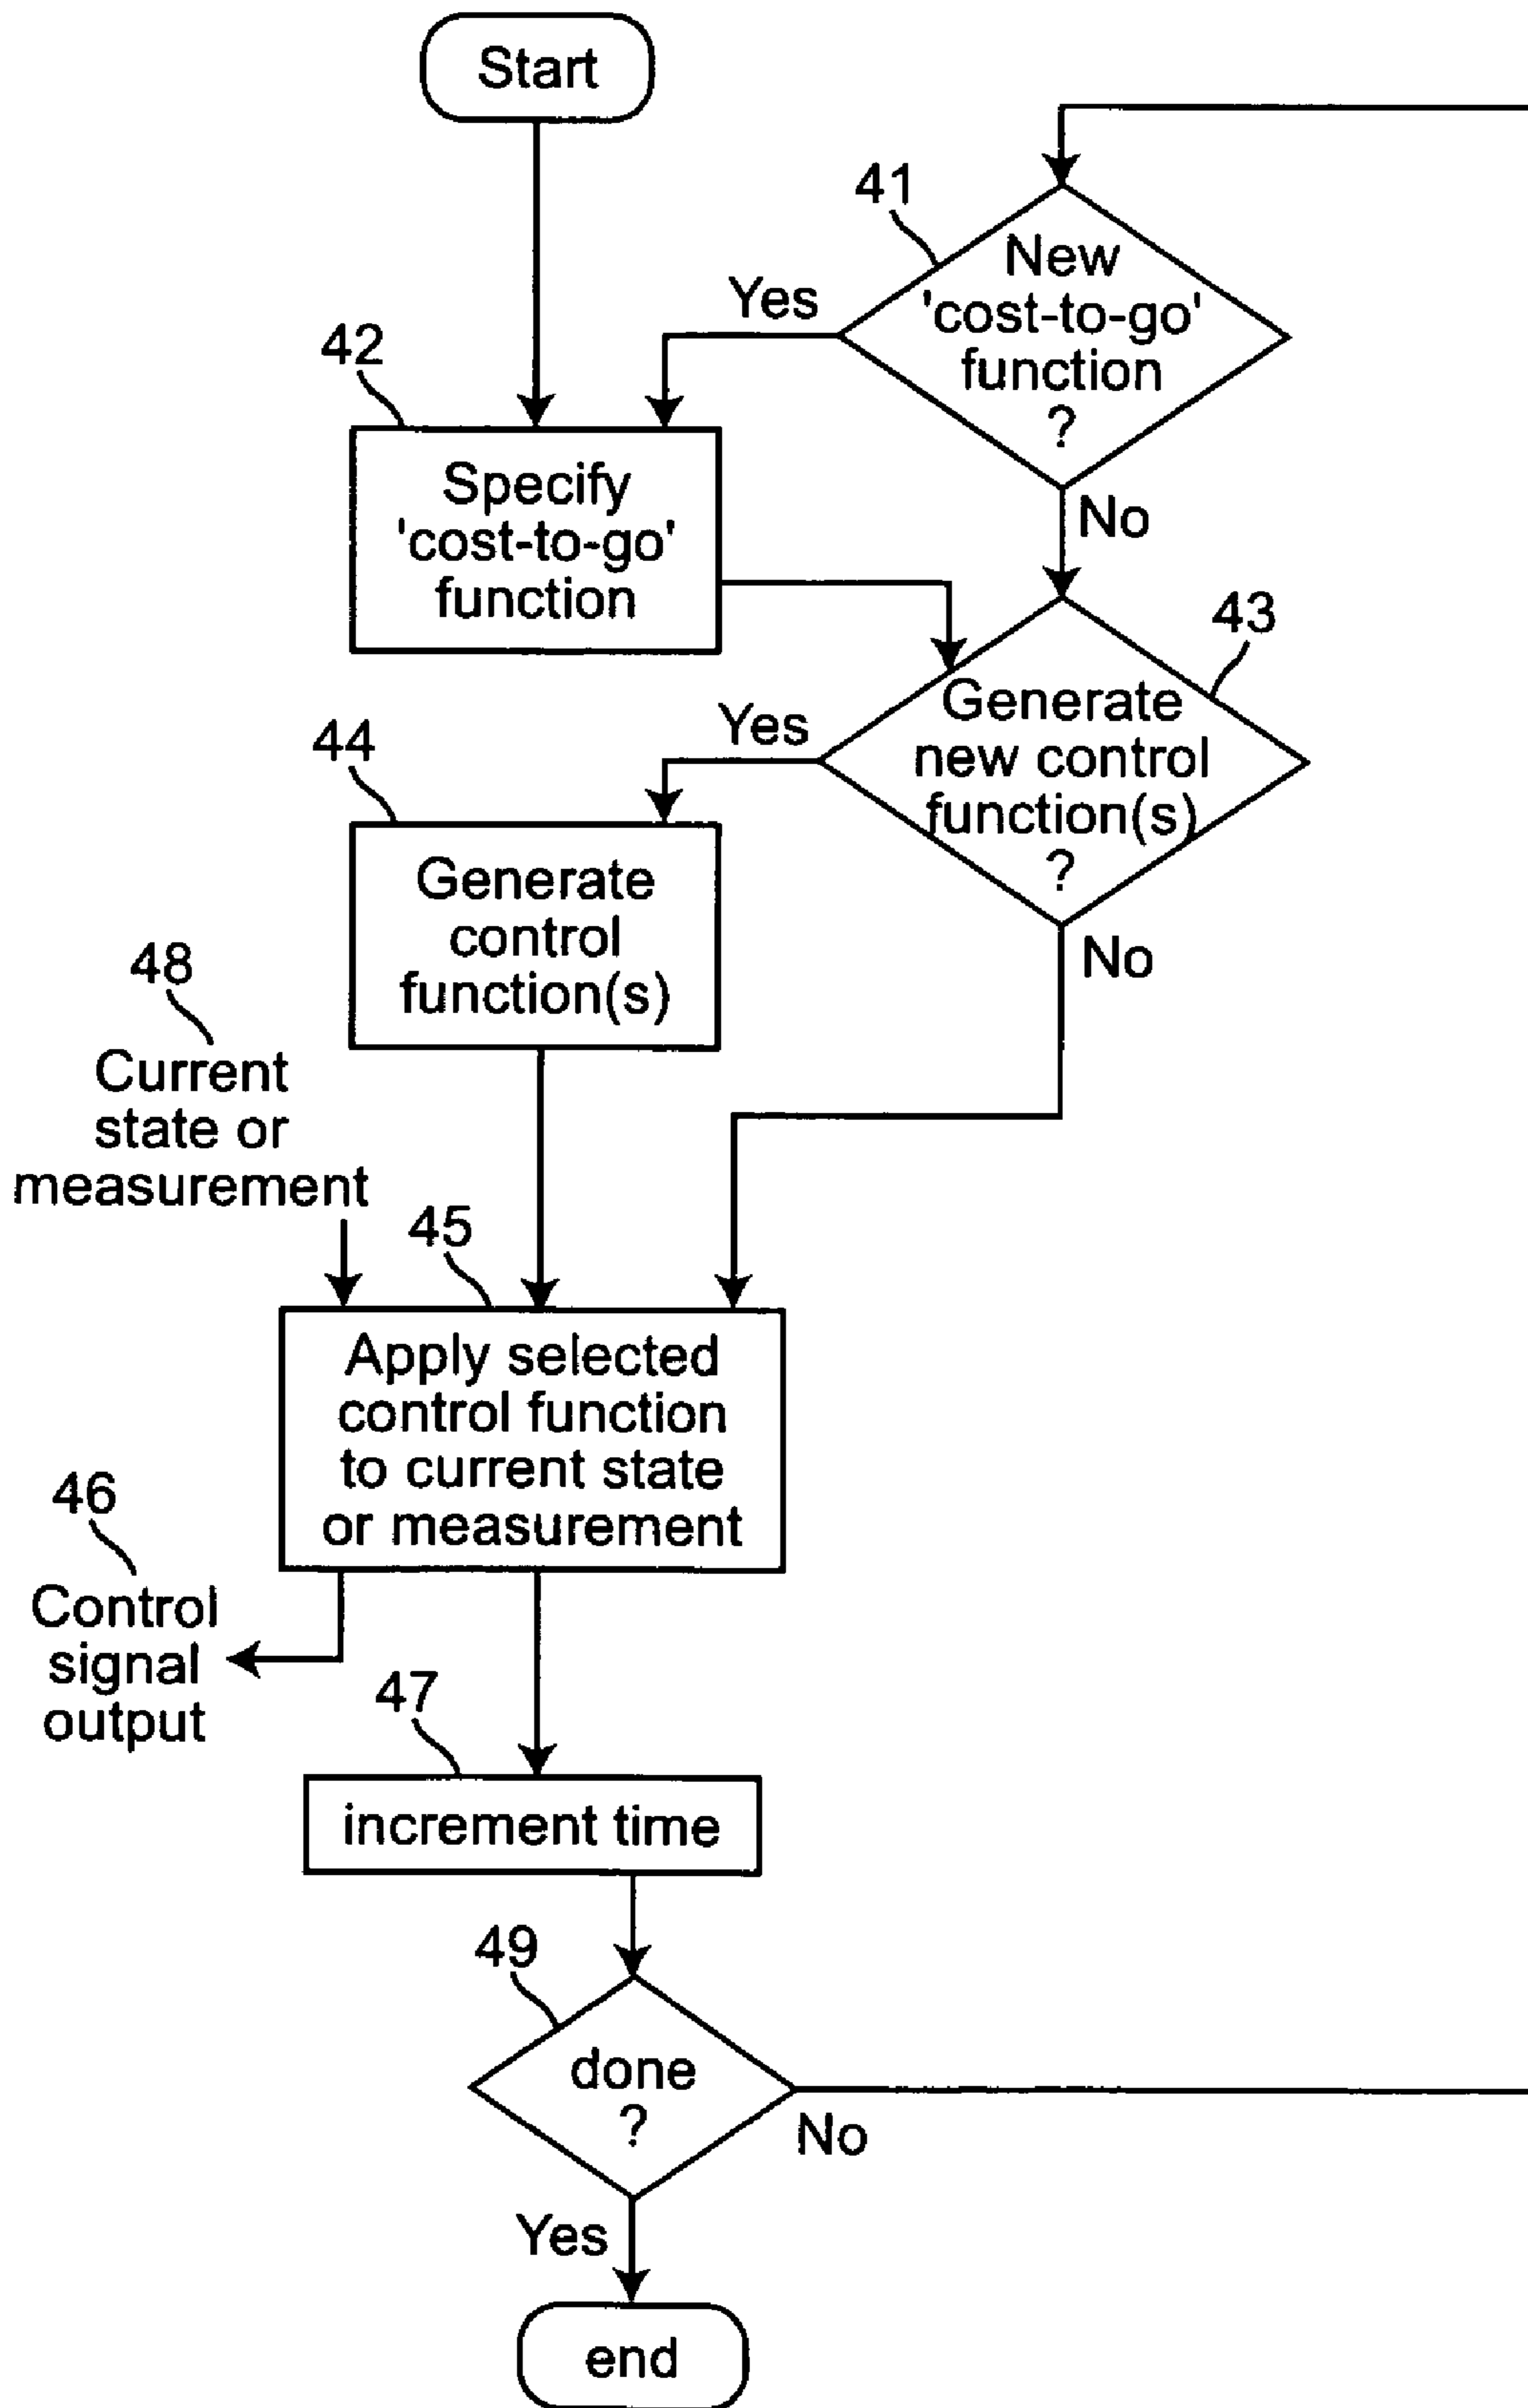 Start
41
New
'cost-to-go'
function
?
Yes
No
42
Specify
'cost-to-go'
function
43
Generate
new control
function(s)
?
Yes
No
44
Generate
control
function(s)
48
Current
state or
measurement
45
Apply selected
control function
to current state
or measurement
46
Control
signal
output
47
increment time
49
done
?
No
Yes
end